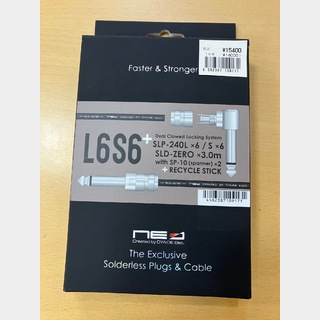 ¥15400
Faster & Stronger
L6S6
Dual Clawed Locking System
SLP-240L ×6 / S ×6
SLD-ZERO ×3.0m
with SP-10 (spanner) ×2
+ RECYCLE STICK
NEO
Created by OYAIDE Elec.
The Exclusive
Solderless Plugs & Cable